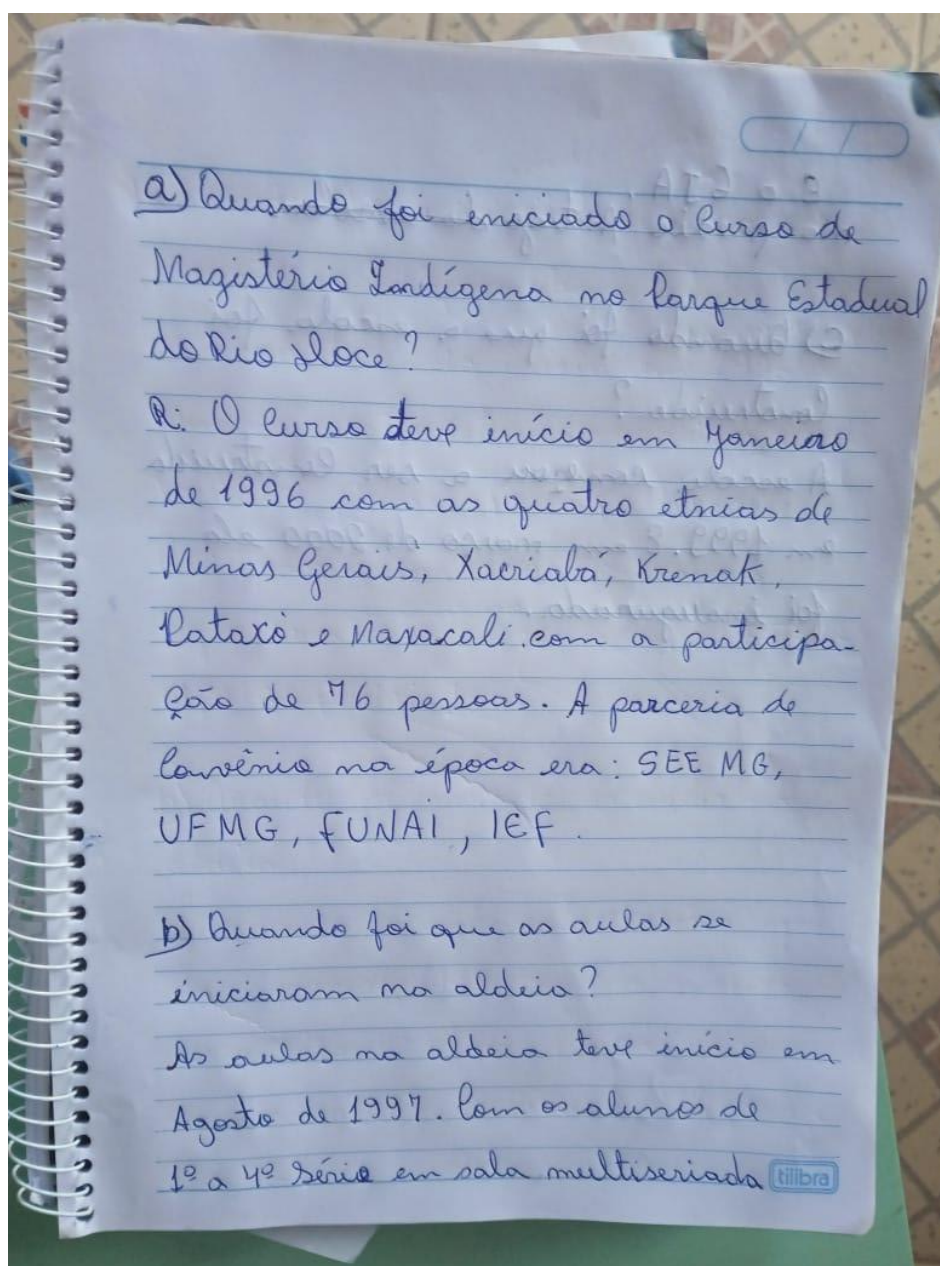 a) Quando foi iniciado o Curso de
Magistério Indígena no Parque Estadual
do Rio Doce?
R: O Curso teve início em Janeiro
de 1996 com as quatro etnias de
Minas Gerais, Xacriabá, Krenak,
Pataxó e Maxacali. com a participa-
ção de 76 pessoas. A parceria de
Convênio na época era: SEE MG,
UFMG, FUNAI, IEF.
b) Quando foi que as aulas se
iniciaram na aldeia?
As aulas na aldeia teve início em
Agosto de 1997. Com os alunos de
1º a 4º Série em sala multiseriada
tilibra